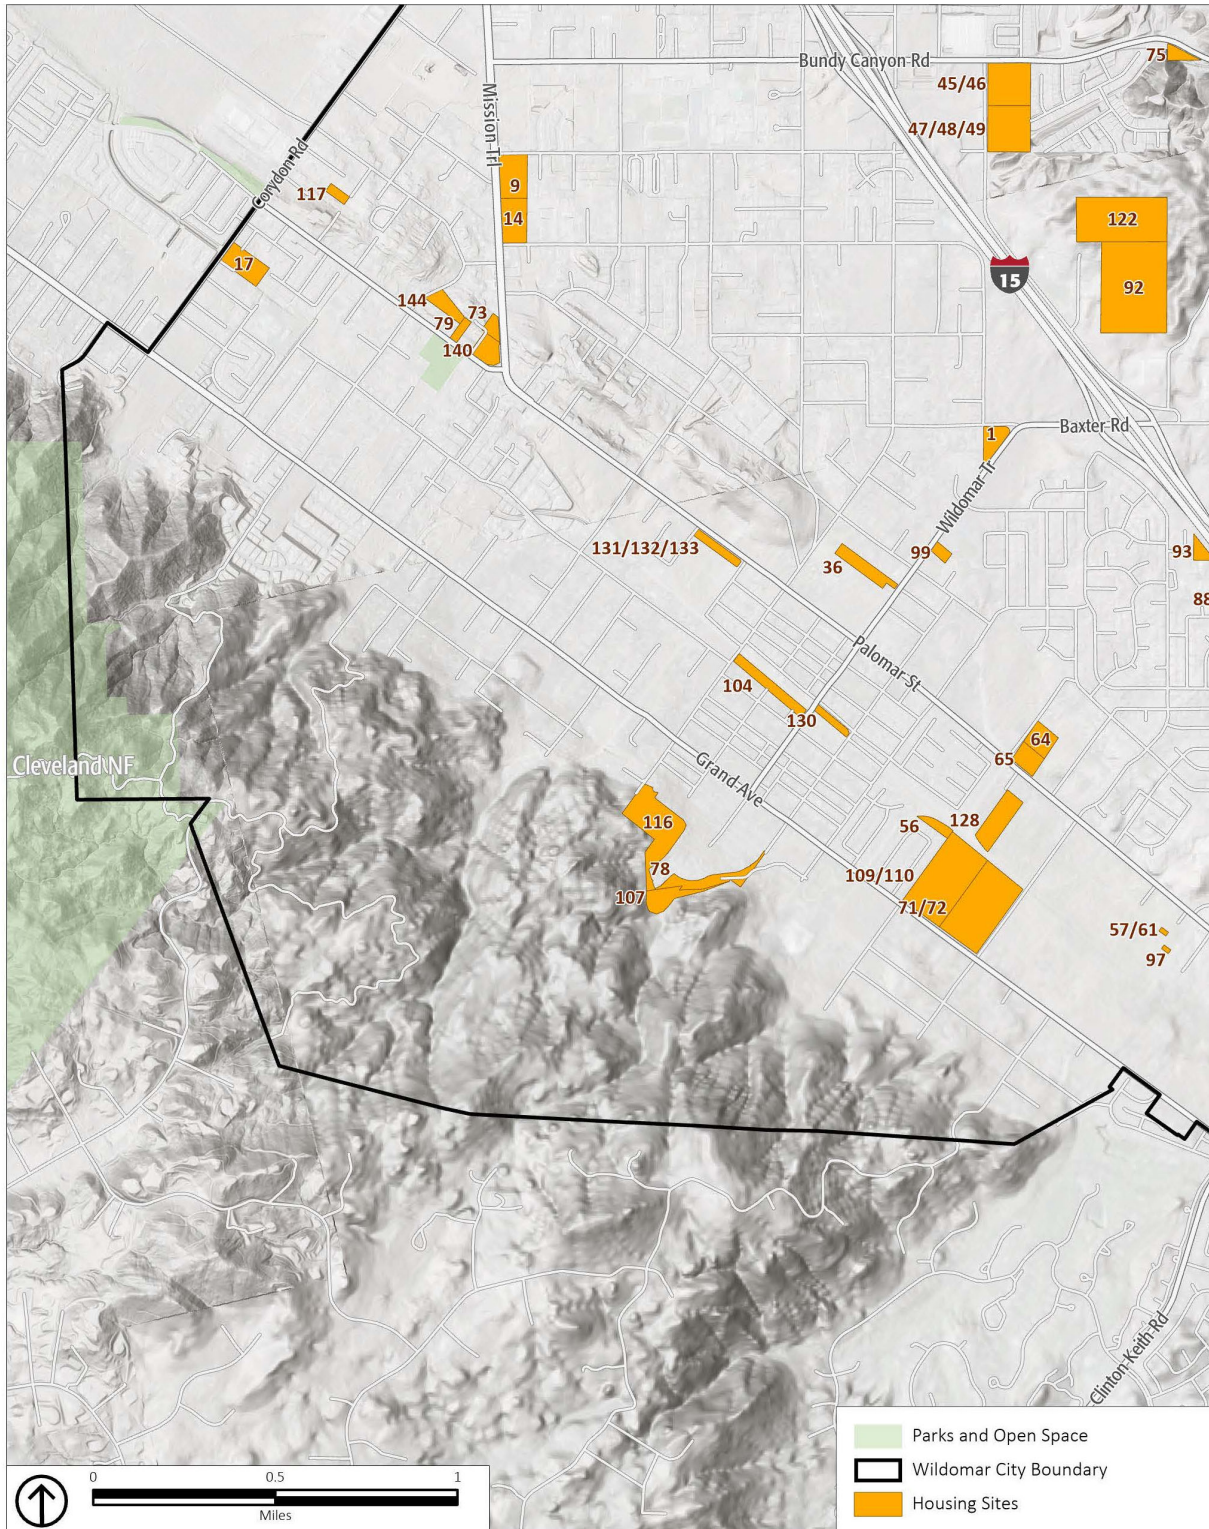 Bundy Canyon Rd
75
45/46
47/48/49
Mission Trl
Corydon Rd
117
9
14
122
17
15
92
144
73
79
140
1
Baxter Rd
Wildomar Tr
131/132/133
36
99
93
88
Palomar St
104
130
64
65
Cleveland NF
Grand Ave
116
56
128
78
109/110
107
71/72
57/61
97
Clinton Keith Rd
Parks and Open Space
Wildomar City Boundary
Housing Sites
0 0.5 1
Miles